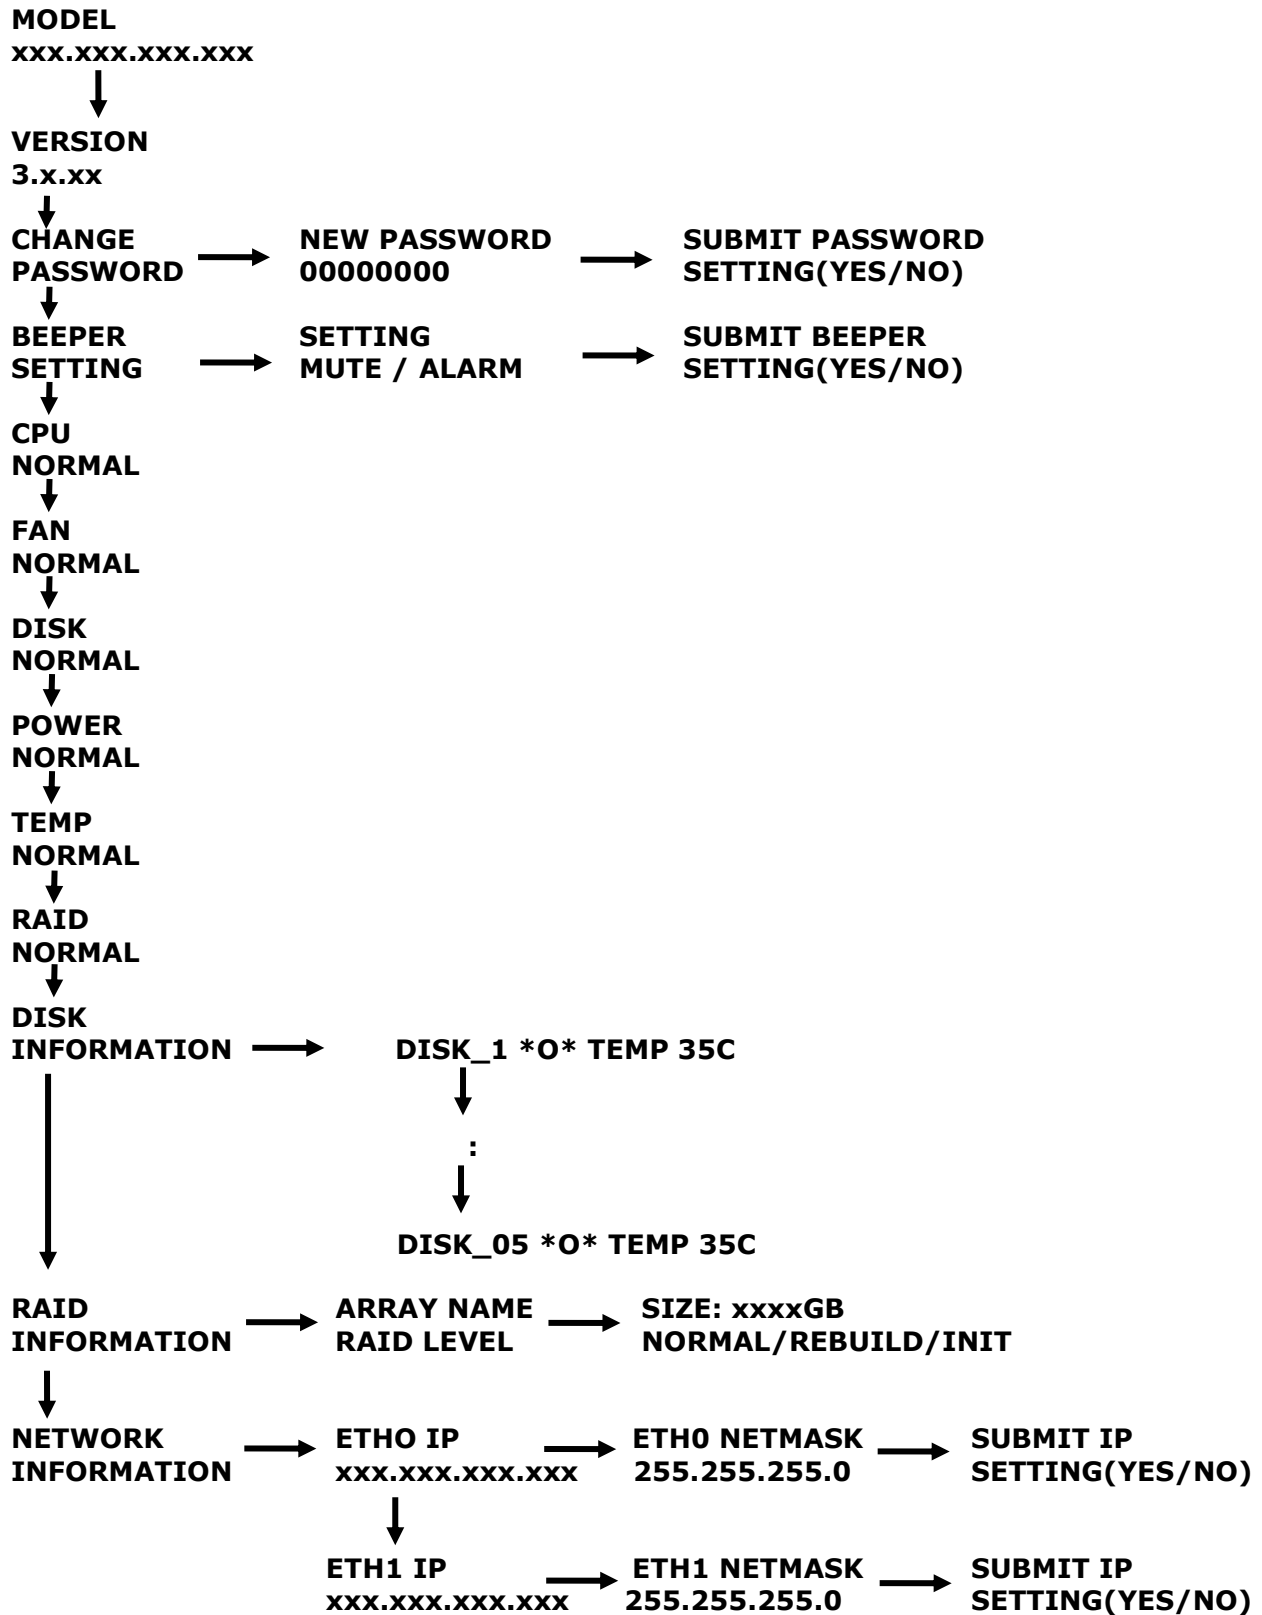 MODEL
xxx.xxx.xxx.xxx
VERSION
3.x.xx
CHANGE
PASSWORD
NEW PASSWORD
00000000
SUBMIT PASSWORD
SETTING(YES/NO)
BEEPER
SETTING
SETTING
MUTE / ALARM
SUBMIT BEEPER
SETTING(YES/NO)
CPU
NORMAL
FAN
NORMAL
DISK
NORMAL
POWER
NORMAL
TEMP
NORMAL
RAID
NORMAL
DISK
INFORMATION
DISK_1 *O* TEMP 35C
:
DISK_05 *O* TEMP 35C
RAID
INFORMATION
ARRAY NAME
RAID LEVEL
SIZE: xxxxGB
NORMAL/REBUILD/INIT
NETWORK
INFORMATION
ETHO IP
xxx.xxx.xxx.xxx
ETH0 NETMASK
255.255.255.0
SUBMIT IP
SETTING(YES/NO)
ETH1 IP
xxx.xxx.xxx.xxx
ETH1 NETMASK
255.255.255.0
SUBMIT IP
SETTING(YES/NO)